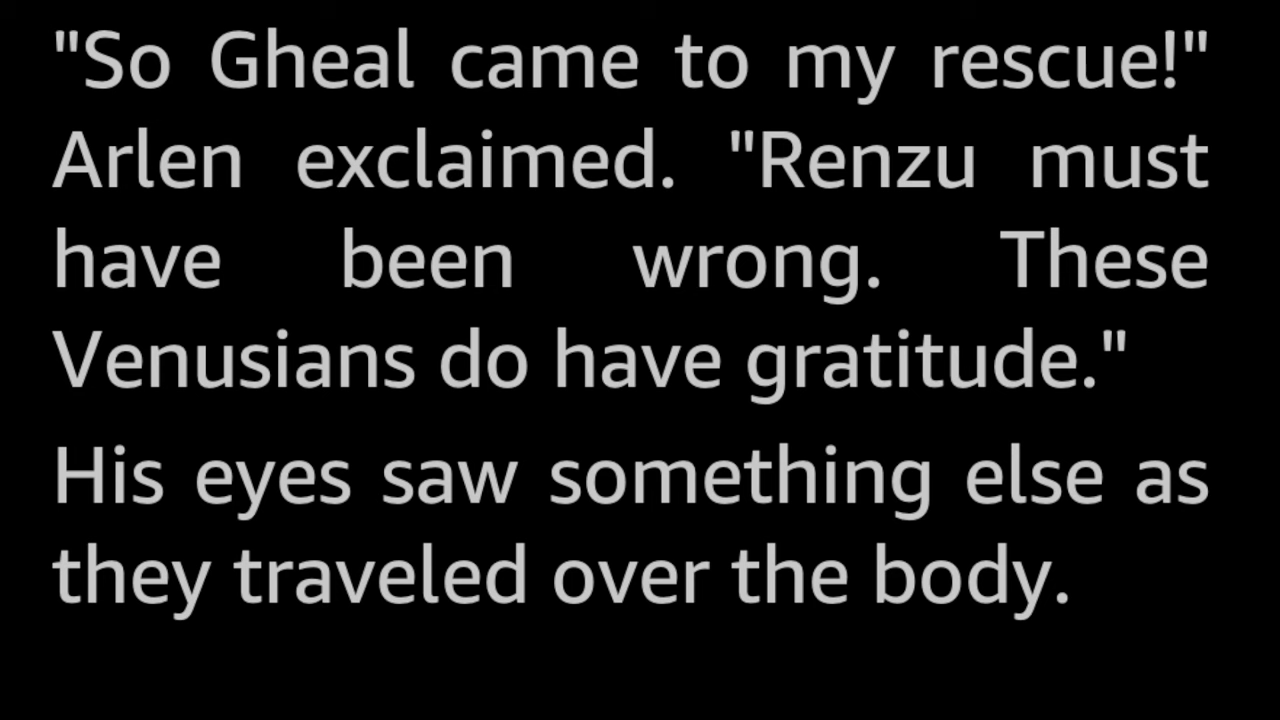 "So Gheal came to my rescue!"
Arlen exclaimed. "Renzu must
have been wrong. These
Venusians do have gratitude."
His eyes saw something else as
they traveled over the body.